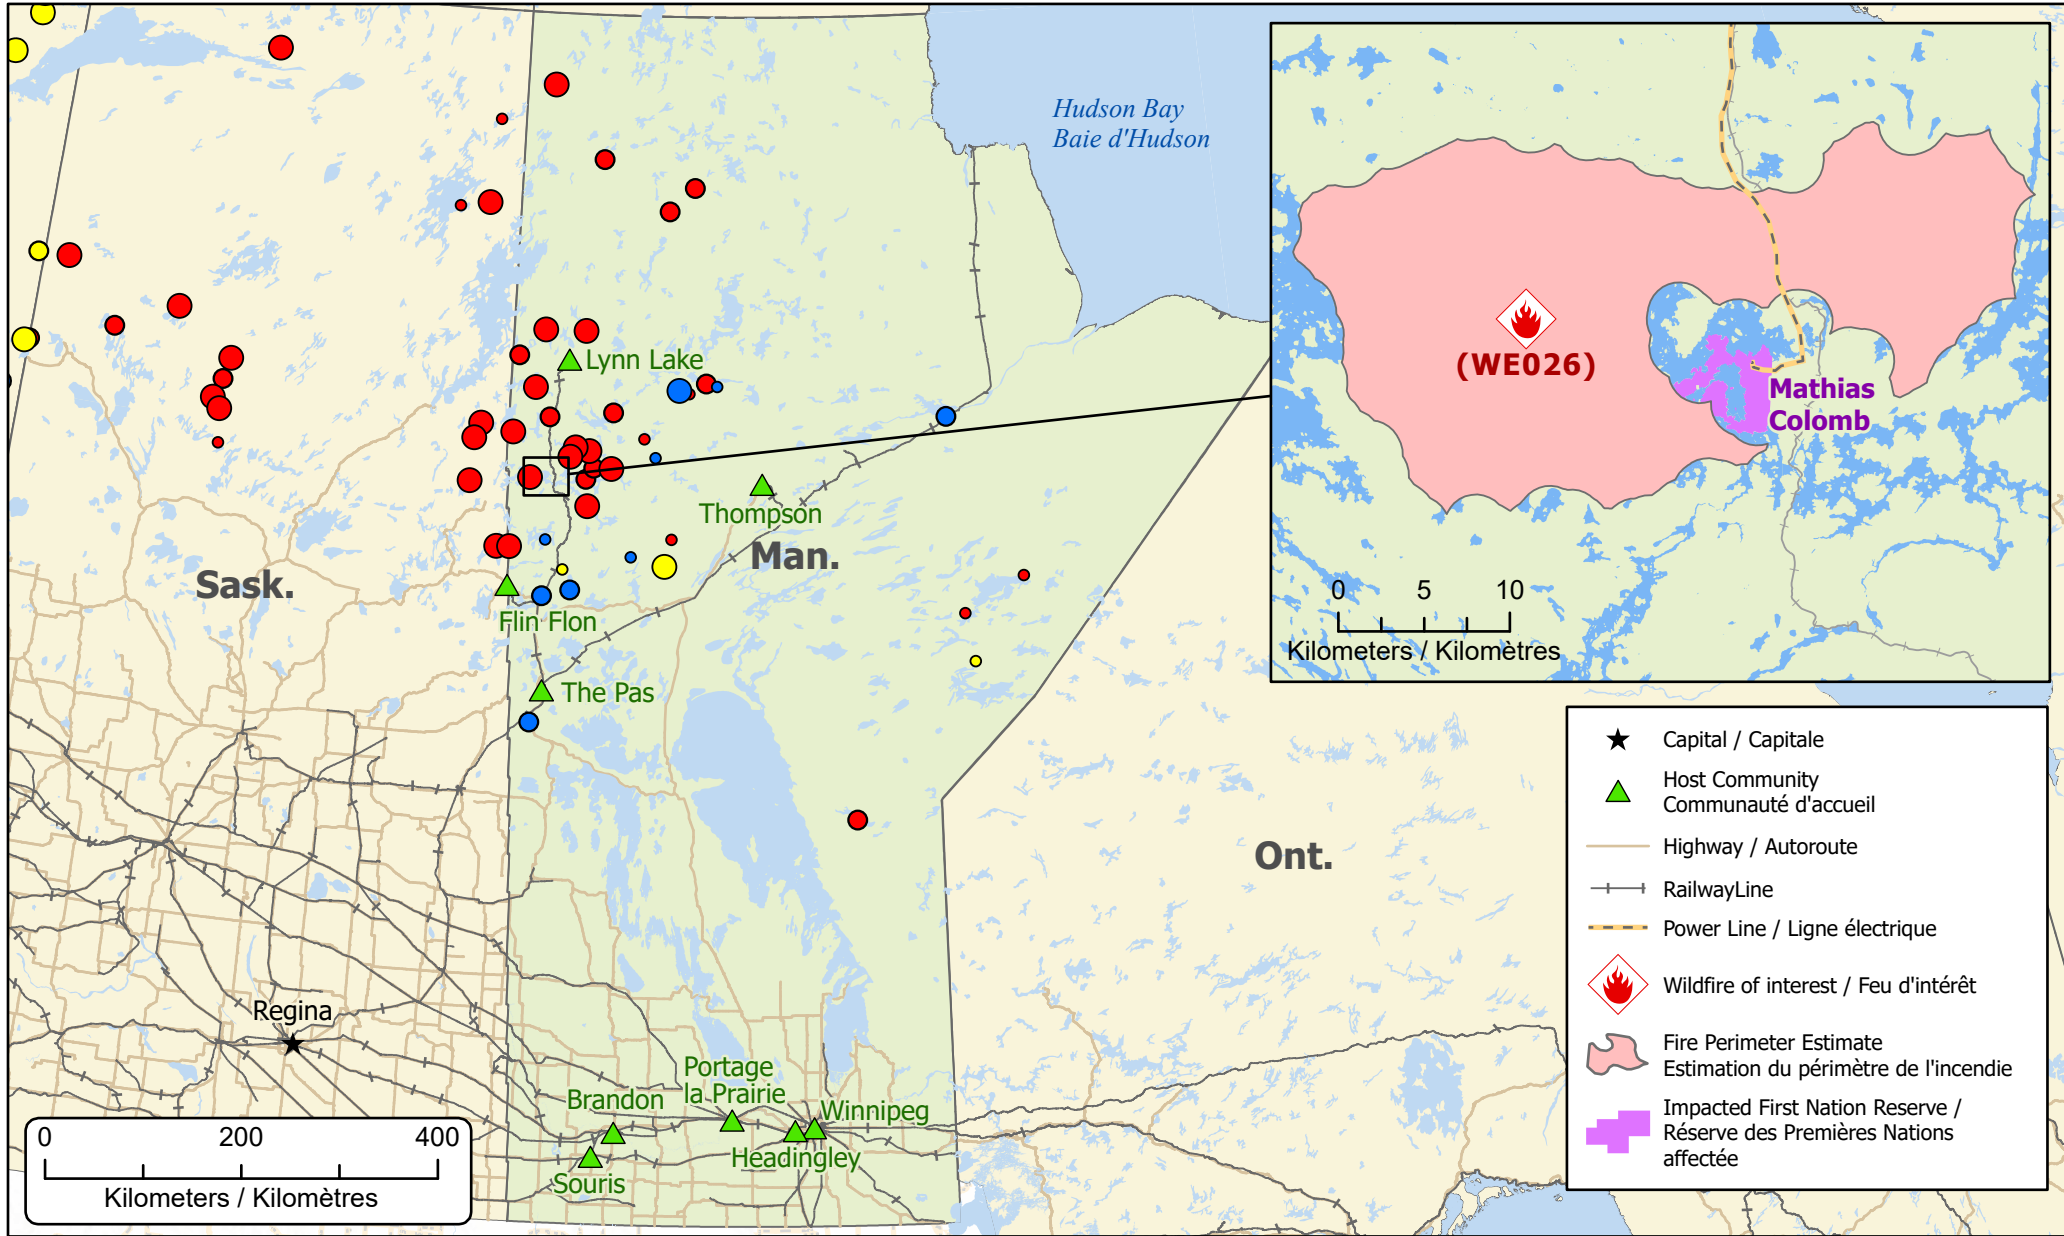 Hudson Bay
Baie d'Hudson
(WE026)
Mathias
Colomb
0 5 10
Kilometers / Kilomètres
Lynn Lake
Thompson
Man.
Sask.
Flin Flon
The Pas
Ont.
Regina
Portage
la Prairie
Brandon
Winnipeg
Headingley
Souris
0 200 400
Kilometers / Kilomètres
Capital / Capitale
Host Community
Communauté d'accueil
Highway / Autoroute
RailwayLine
Power Line / Ligne électrique
Wildfire of interest / Feu d'intérêt
Fire Perimeter Estimate
Estimation du périmètre de l'incendie
Impacted First Nation Reserve /
Réserve des Premières Nations
affectée